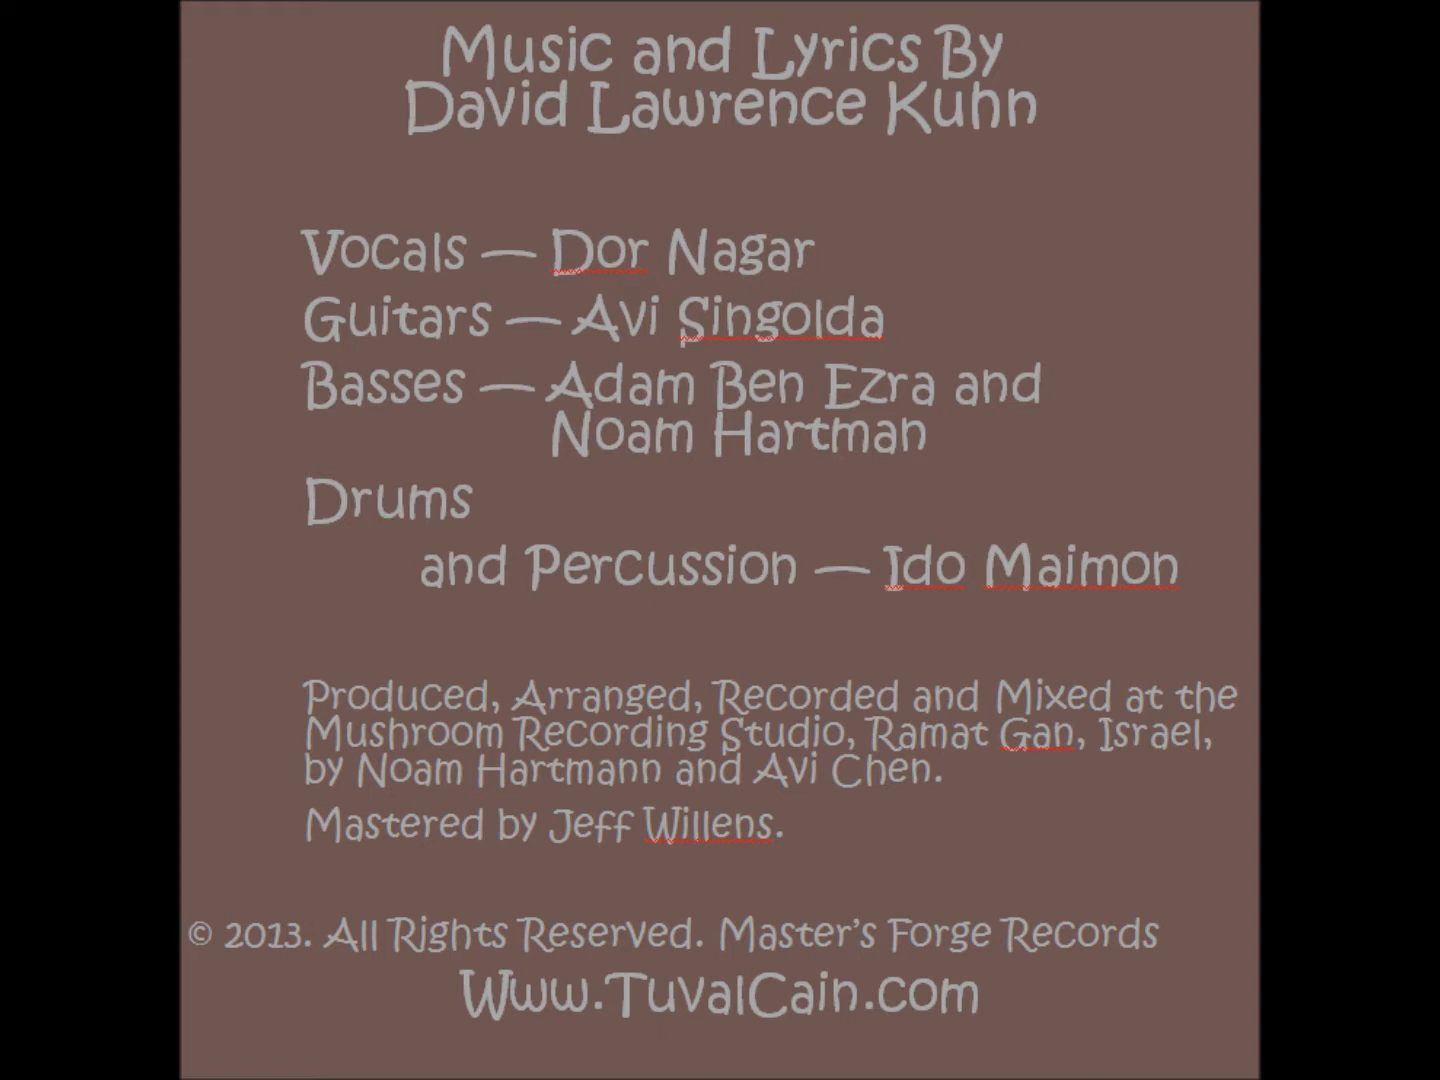 Music and Lyrics By
David Lawrence Kuhn
Vocals — Dor Nagar
Guitars — Avi Singolda
Basses — Adam Ben Ezra and
Noam Hartman
Drums
and Percussion — Ido Maimon
Produced, Arranged, Recorded and Mixed at the
Mushroom Recording Studio, Ramat Gan, Israel,
by Noam Hartmann and Avi Chen.
Mastered by Jeff Willens.
© 2013. All Rights Reserved. Master's Forge Records
Www.TuvalCain.com